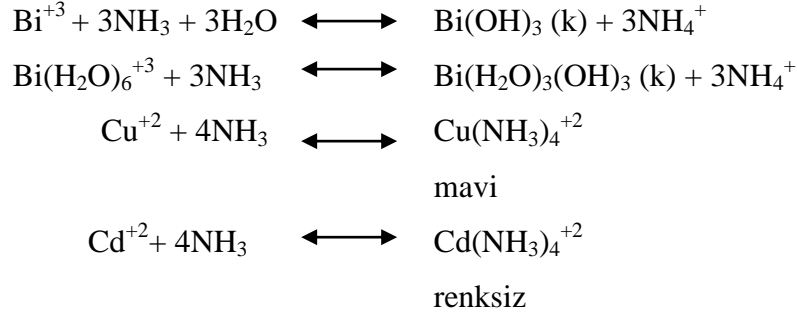 Bi⁺³ + 3NH₃ + 3H₂O ⟷ Bi(OH)₃ (k) + 3NH₄⁺
Bi(H₂O)₆⁺³ + 3NH₃ ⟷ Bi(H₂O)₃(OH)₃ (k) + 3NH₄⁺
Cu⁺² + 4NH₃ ⟷ Cu(NH₃)₄⁺²
mavi
Cd⁺²+ 4NH₃ ⟷ Cd(NH₃)₄⁺²
renksiz